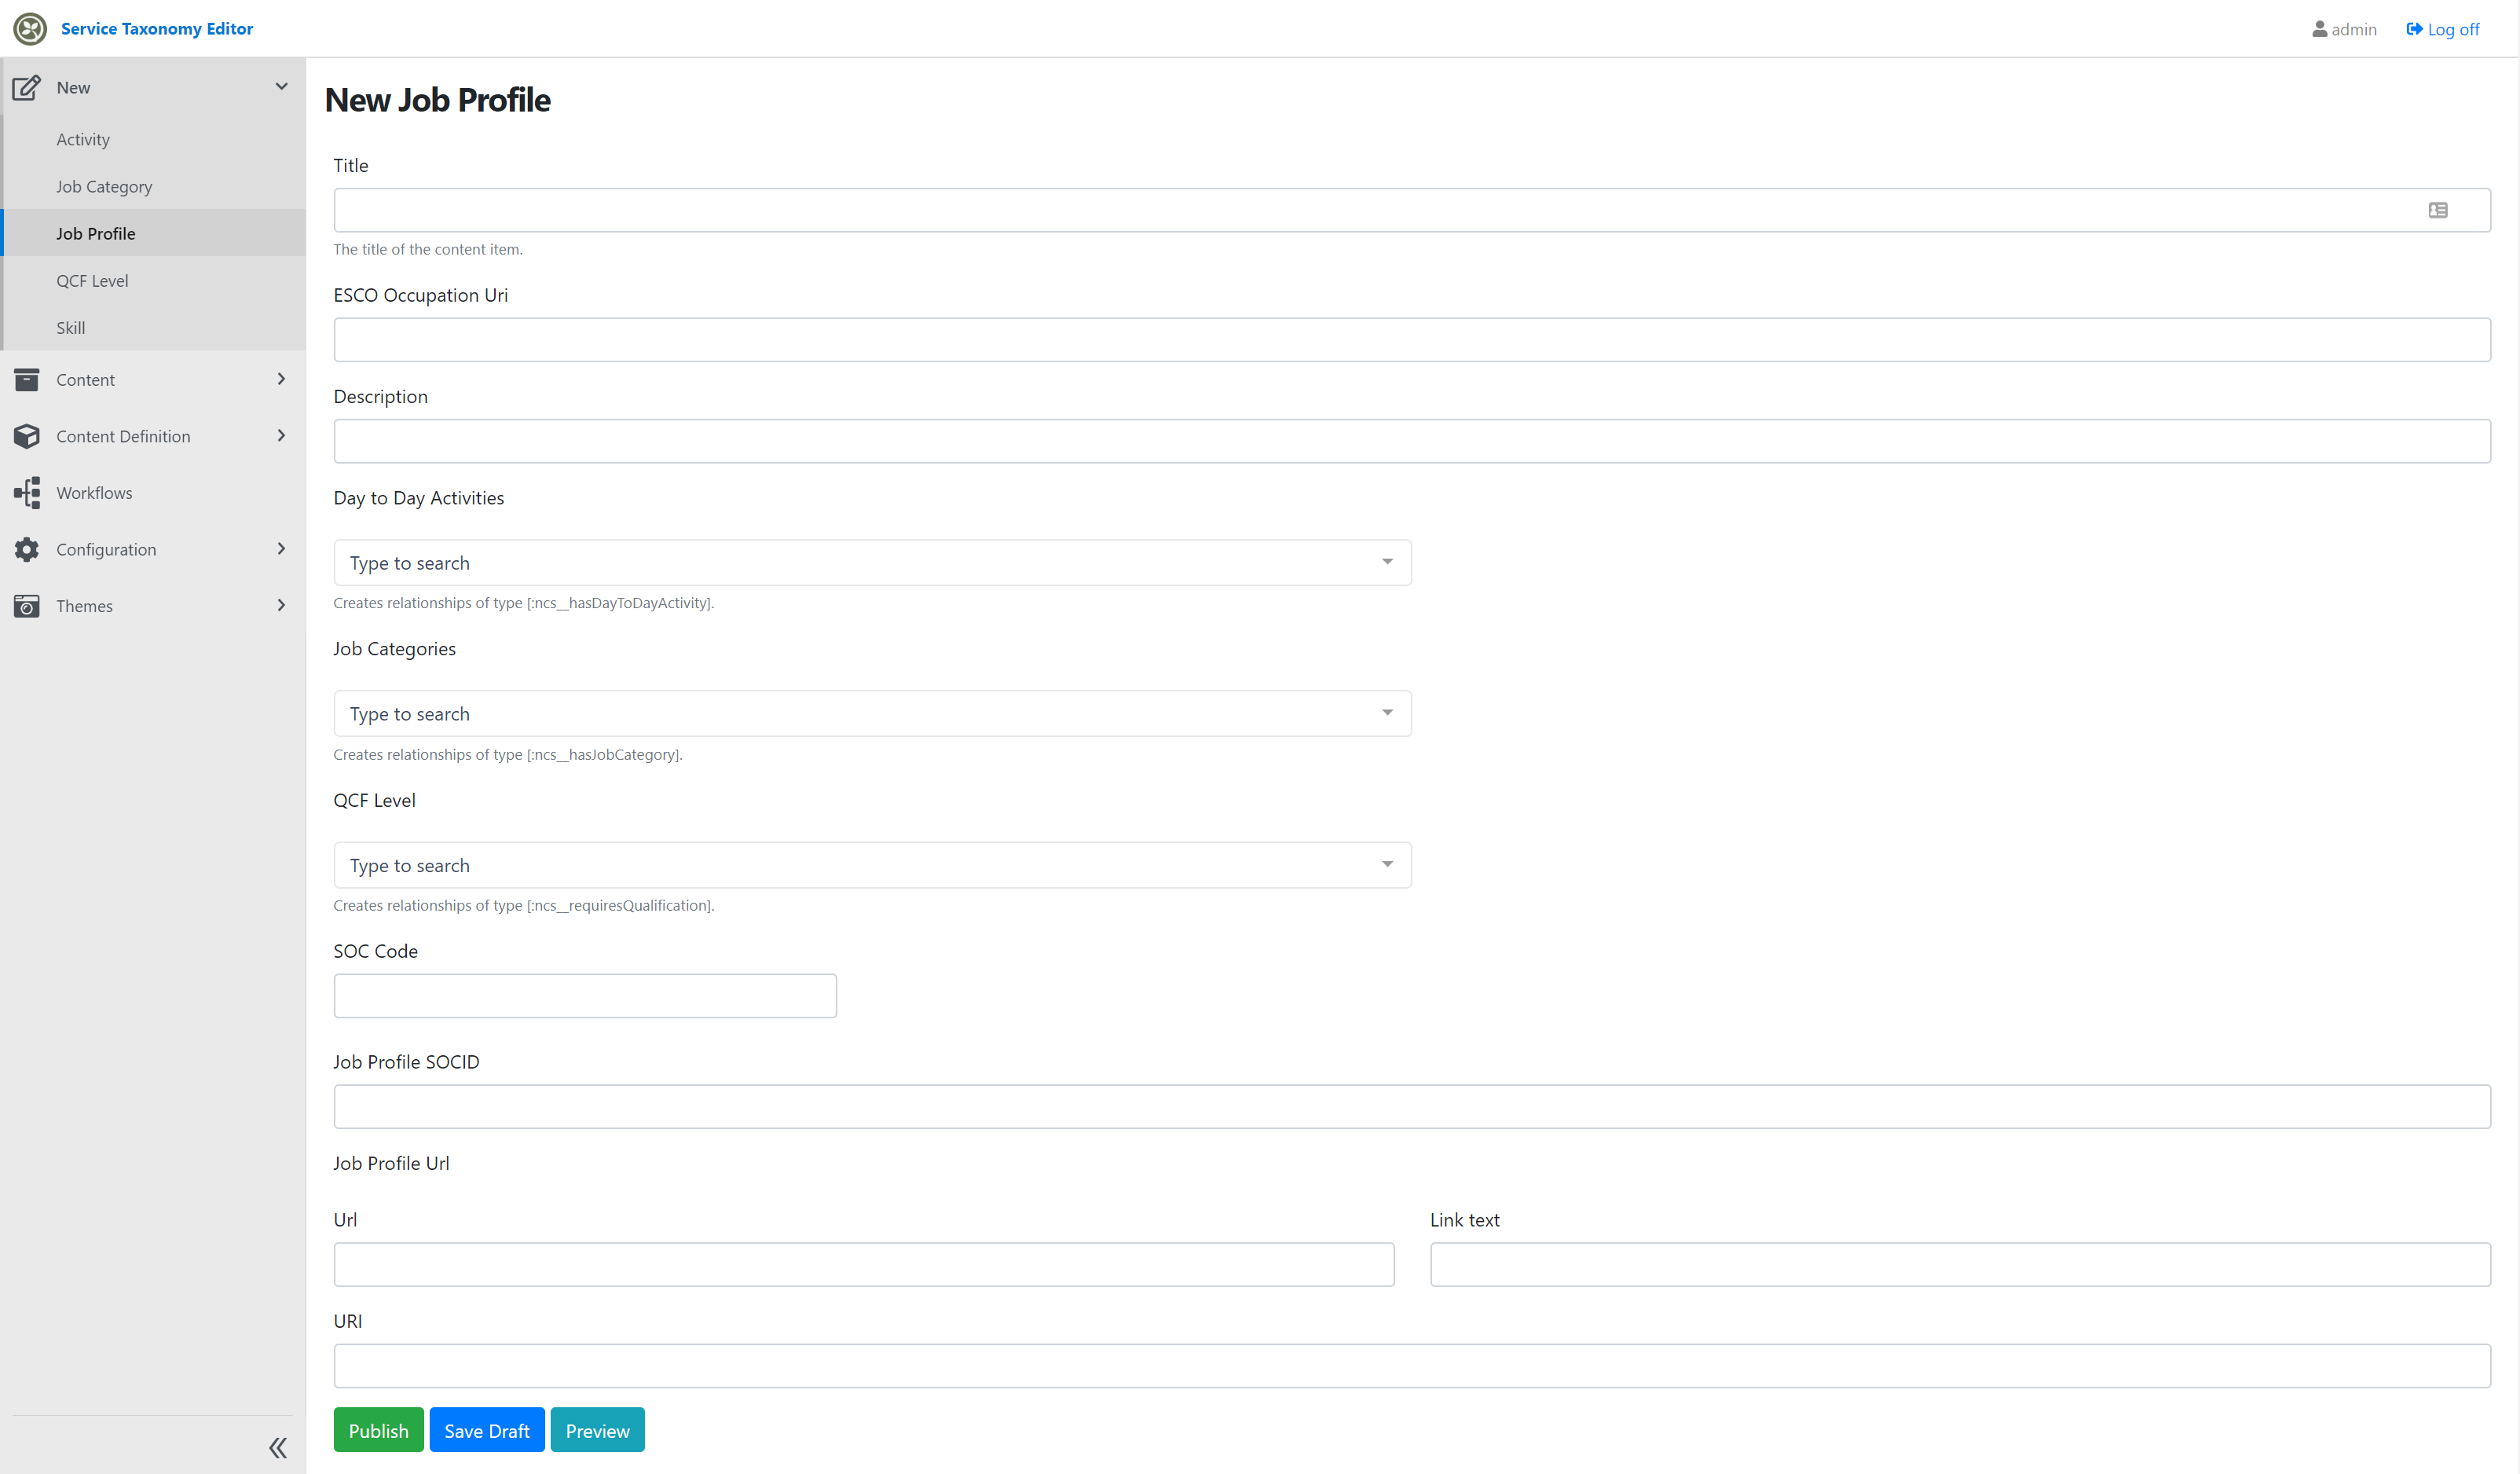 Service Taxonomy Editor
admin
Log off
New
Activity
Job Category
Job Profile
QCF Level
Skill
Content
Content Definition
Workflows
Configuration
Themes
New Job Profile
Title
The title of the content item.
ESCO Occupation Uri
Description
Day to Day Activities
Type to search
Creates relationships of type [:ncs__hasDayToDayActivity].
Job Categories
Type to search
Creates relationships of type [:ncs__hasJobCategory].
QCF Level
Type to search
Creates relationships of type [:ncs__requiresQualification].
SOC Code
Job Profile SOCID
Job Profile Url
Url
Link text
URI
Publish
Save Draft
Preview